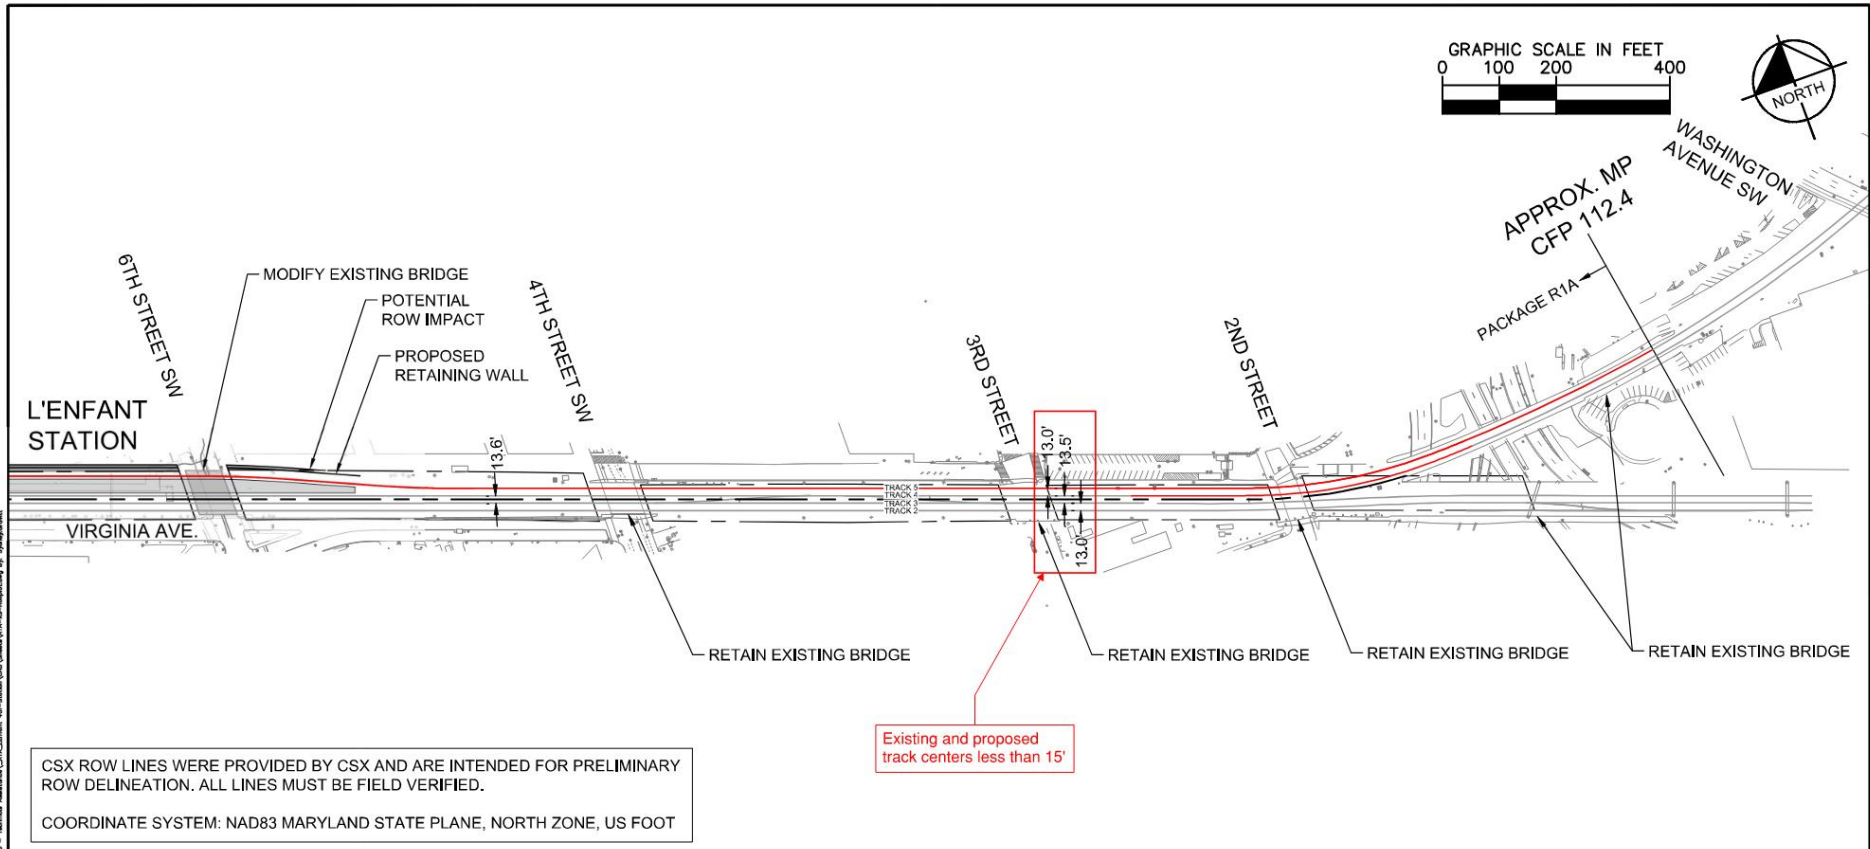 GRAPHIC SCALE IN FEET
0 100 200 400
NORTH
WASHINGTON
AVENUE SW
APPROX. MP
CFP 112.4
PACKAGE R1A
6TH STREET SW
MODIFY EXISTING BRIDGE
POTENTIAL
ROW IMPACT
PROPOSED
RETAINING WALL
4TH STREET SW
3RD STREET
2ND STREET
L'ENFANT
STATION
VIRGINIA AVE.
13.6'
13.0'
13.5'
13.0'
TRACK 5
TRACK 4
TRACK 3
TRACK 2
RETAIN EXISTING BRIDGE
RETAIN EXISTING BRIDGE
RETAIN EXISTING BRIDGE
RETAIN EXISTING BRIDGE
Existing and proposed
track centers less than 15'
CSX ROW LINES WERE PROVIDED BY CSX AND ARE INTENDED FOR PRELIMINARY
ROW DELINEATION. ALL LINES MUST BE FIELD VERIFIED.
COORDINATE SYSTEM: NAD83 MARYLAND STATE PLANE, NORTH ZONE, US FOOT